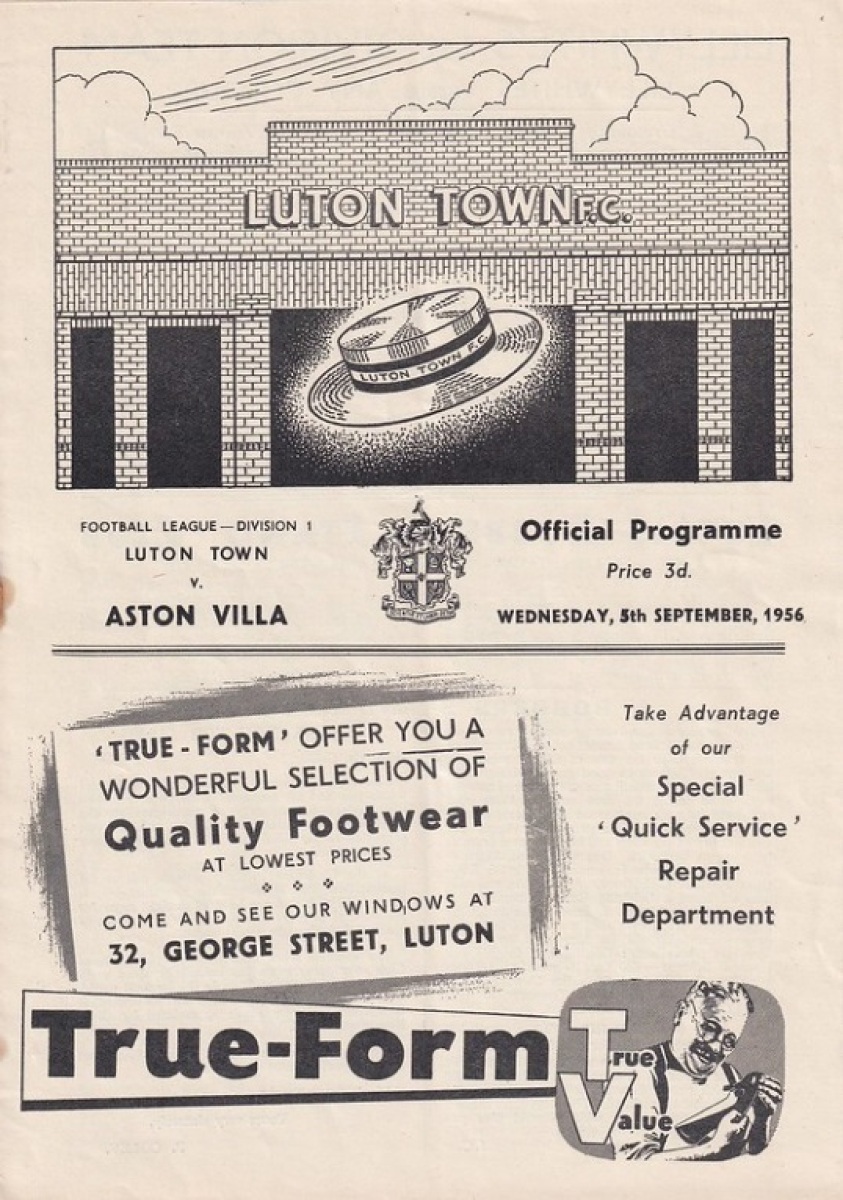 LUTON TOWN F.C.
LUTON TOWN F.C.
FOOTBALL LEAGUE — DIVISION 1
LUTON TOWN
v.
ASTON VILLA
Official Programme
Price 3d.
WEDNESDAY, 5th SEPTEMBER, 1956
'TRUE-FORM' OFFER YOU A
WONDERFUL SELECTION OF
Quality Footwear
AT LOWEST PRICES
COME AND SEE OUR WINDOWS AT
32, GEORGE STREET, LUTON
Take Advantage
of our
Special
'Quick Service'
Repair
Department
True-Form
True
Value